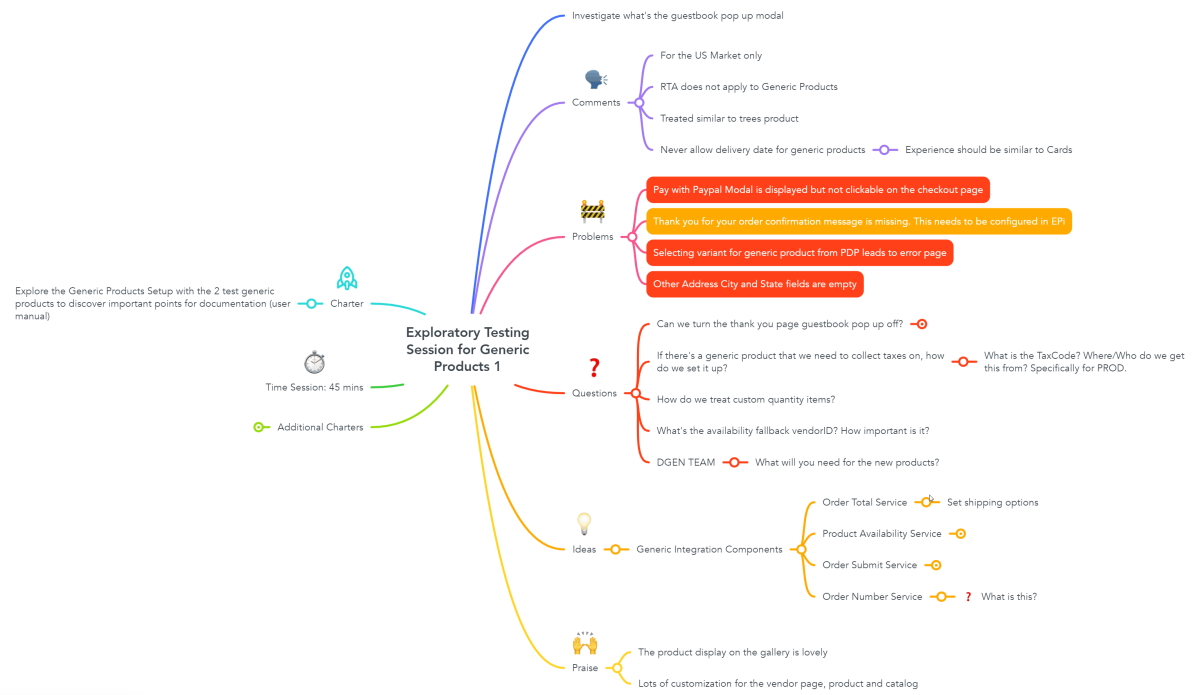 Investigate what's the guestbook pop up modal
Comments
For the US Market only
RTA does not apply to Generic Products
Treated similar to trees product
Never allow delivery date for generic products
Experience should be similar to Cards
Problems
Pay with Paypal Modal is displayed but not clickable on the checkout page
Thank you for your order confirmation message is missing. This needs to be configured in EPi
Selecting variant for generic product from PDP leads to error page
Other Address City and State fields are empty
Explore the Generic Products Setup with the 2 test generic
products to discover important points for documentation (user
manual)
Charter
Time Session: 45 mins
Additional Charters
Exploratory Testing
Session for Generic
Products 1
Questions
Can we turn the thank you page guestbook pop up off?
If there's a generic product that we need to collect taxes on, how
do we set it up?
What is the TaxCode? Where/Who do we get
this from? Specifically for PROD.
How do we treat custom quantity items?
What's the availability fallback vendorID? How important is it?
DGEN TEAM
What will you need for the new products?
Ideas
Generic Integration Components
Order Total Service
Set shipping options
Product Availability Service
Order Submit Service
Order Number Service
What is this?
Praise
The product display on the gallery is lovely
Lots of customization for the vendor page, product and catalog